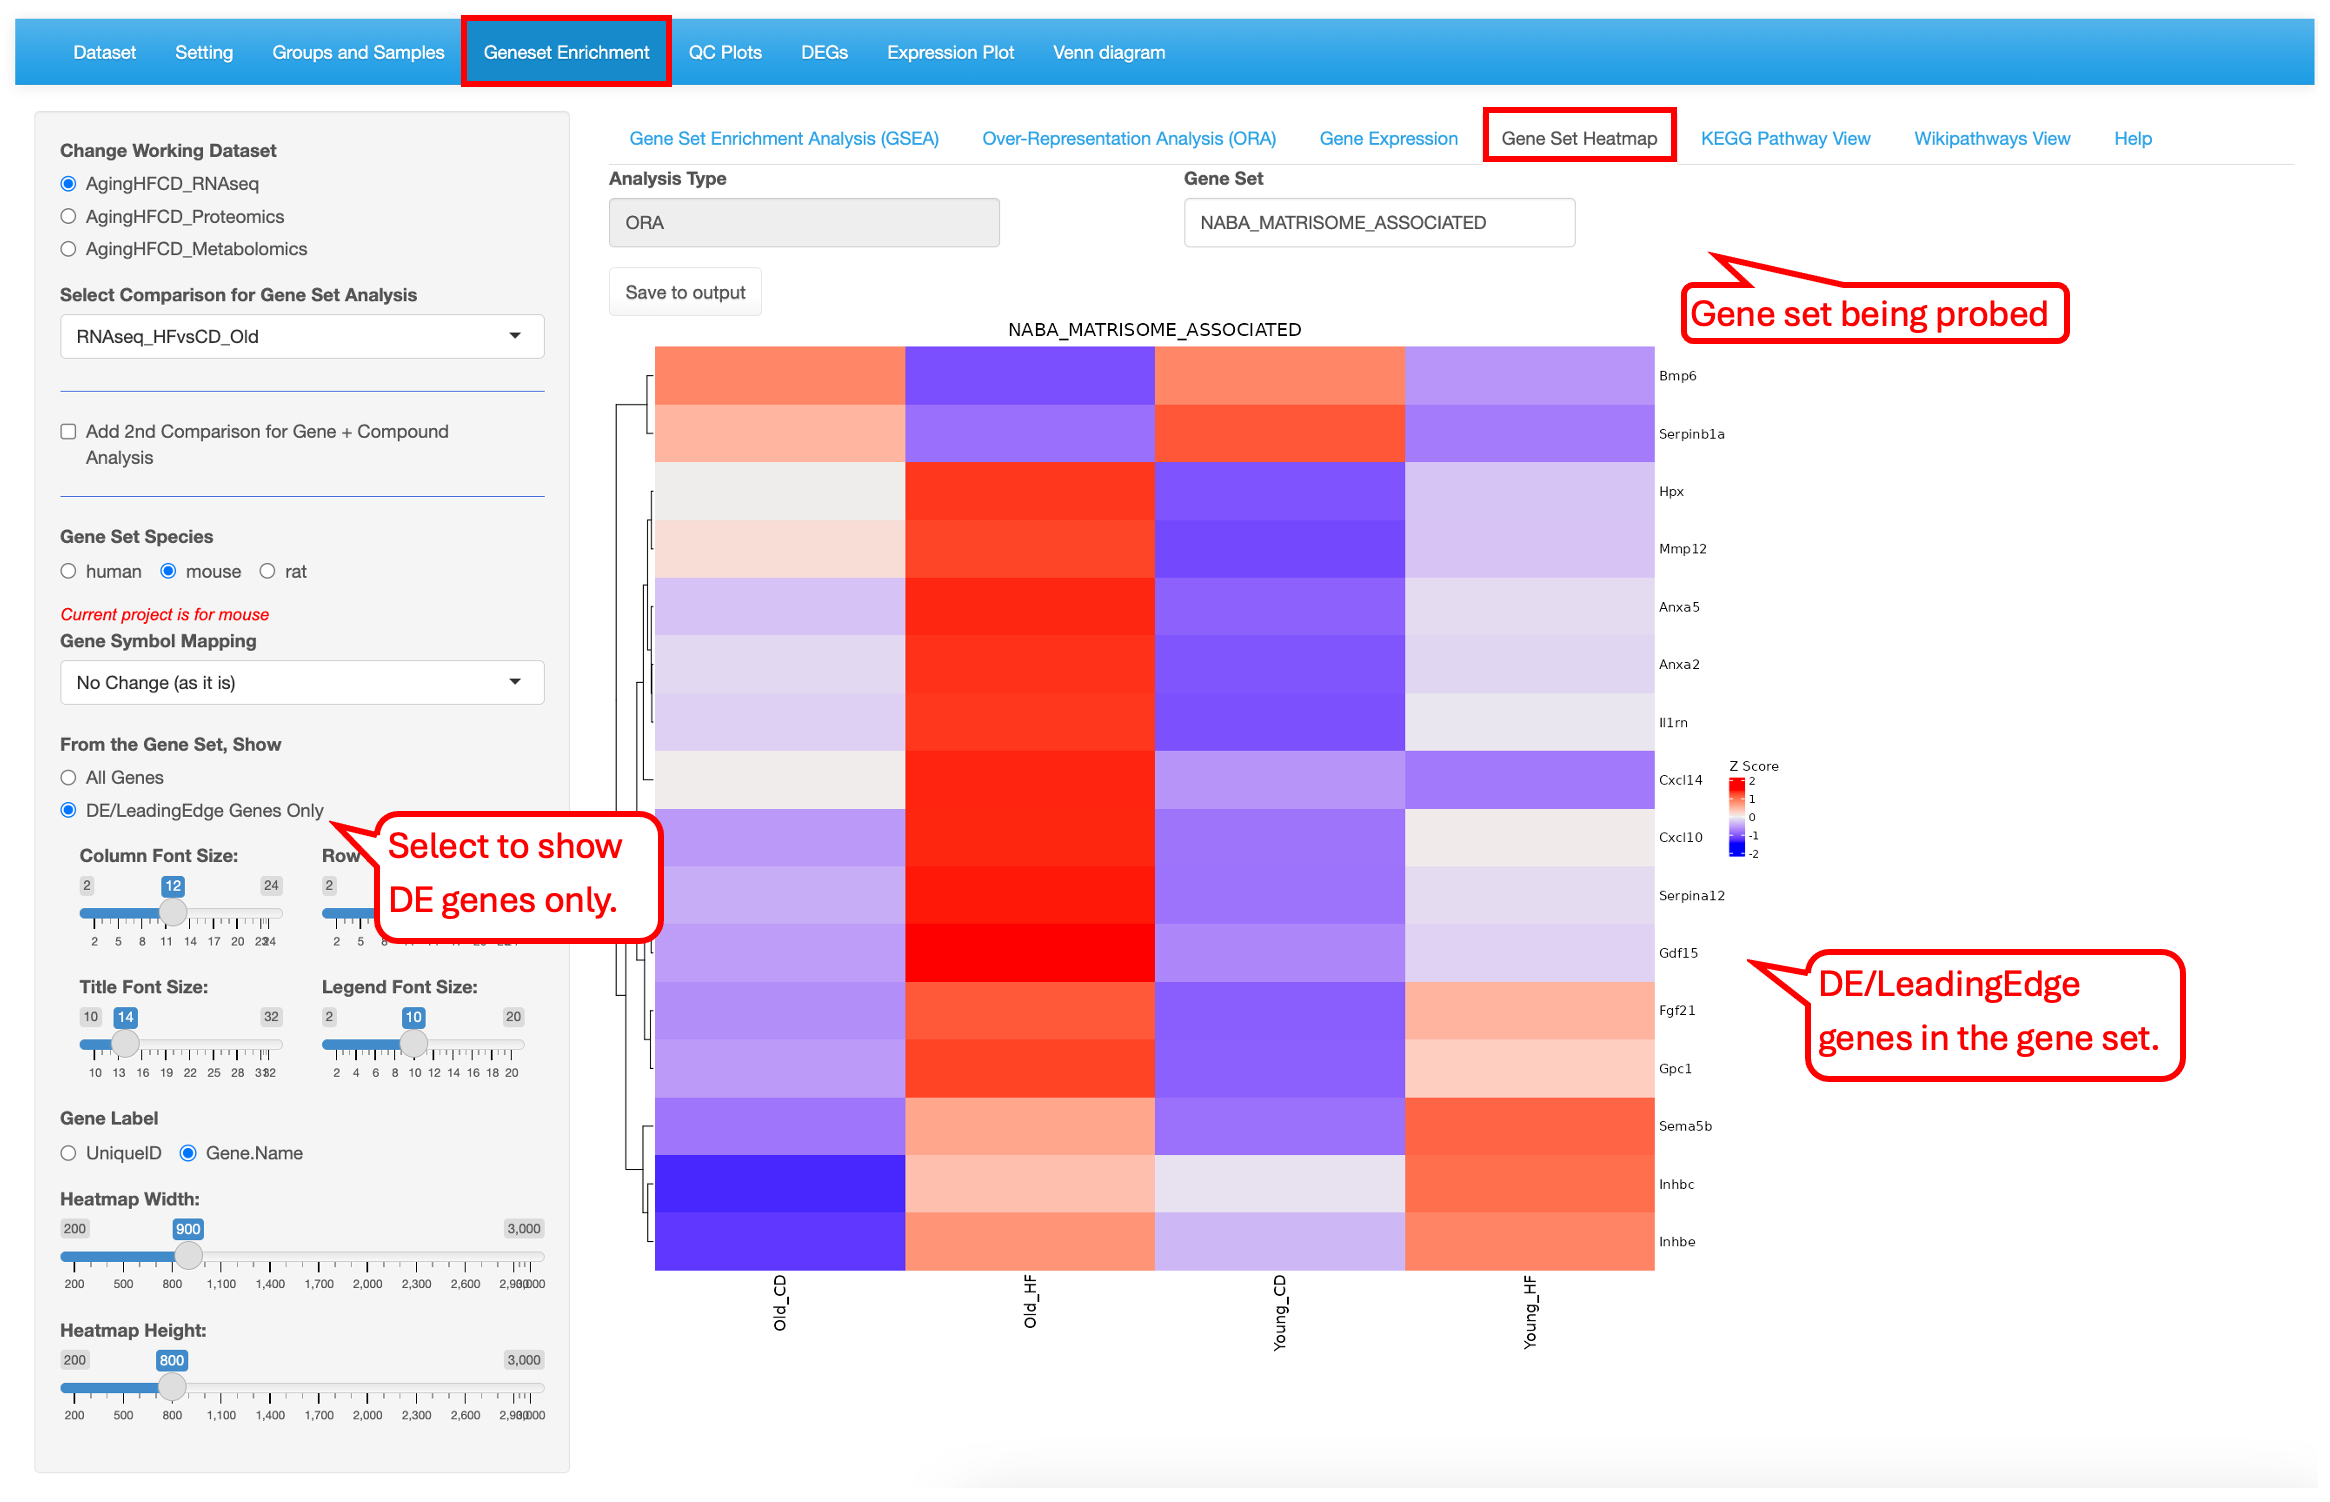 Dataset Setting Groups and Samples Geneset Enrichment QC Plots DEGs Expression Plot Venn diagram
Change Working Dataset
AgingHFCD_RNAseq
AgingHFCD_Proteomics
AgingHFCD_Metabolomics
Select Comparison for Gene Set Analysis
RNAseq_HFvsCD_Old
Add 2nd Comparison for Gene + Compound
Analysis
Gene Set Species
human mouse rat
Current project is for mouse
Gene Symbol Mapping
No Change (as it is)
From the Gene Set, Show
All Genes
DE/LeadingEdge Genes Only
Select to show
DE genes only.
Column Font Size: Row
2 12 24 2
2 5 8 11 14 17 20 23 24 2 5 8
Title Font Size: Legend Font Size:
10 14 32 2 10 20
10 13 16 19 22 25 28 31 32 2 4 6 8 10 12 14 16 18 20
Gene Label
UniqueID Gene.Name
Heatmap Width:
200 900 3,000
200 500 800 1,100 1,400 1,700 2,000 2,300 2,600 2,900 3,000
Heatmap Height:
200 800 3,000
200 500 800 1,100 1,400 1,700 2,000 2,300 2,600 2,900 3,000
Gene Set Enrichment Analysis (GSEA) Over-Representation Analysis (ORA) Gene Expression Gene Set Heatmap KEGG Pathway View Wikipathways View Help
Analysis Type Gene Set
ORA NABA_MATRISOME_ASSOCIATED
Save to output
Gene set being probed
NABA_MATRISOME_ASSOCIATED
Bmp6
Serpinb1a
Hpx
Mmp12
Anxa5
Anxa2
Il1rn
Cxcl14
Cxcl10
Serpina12
Gdf15
Fgf21
Gpc1
Sema5b
Inhbc
Inhbe
Z Score
2
1
0
-1
-2
DE/LeadingEdge
genes in the gene set.
Old_CD Old_HF Young_CD Young_HF